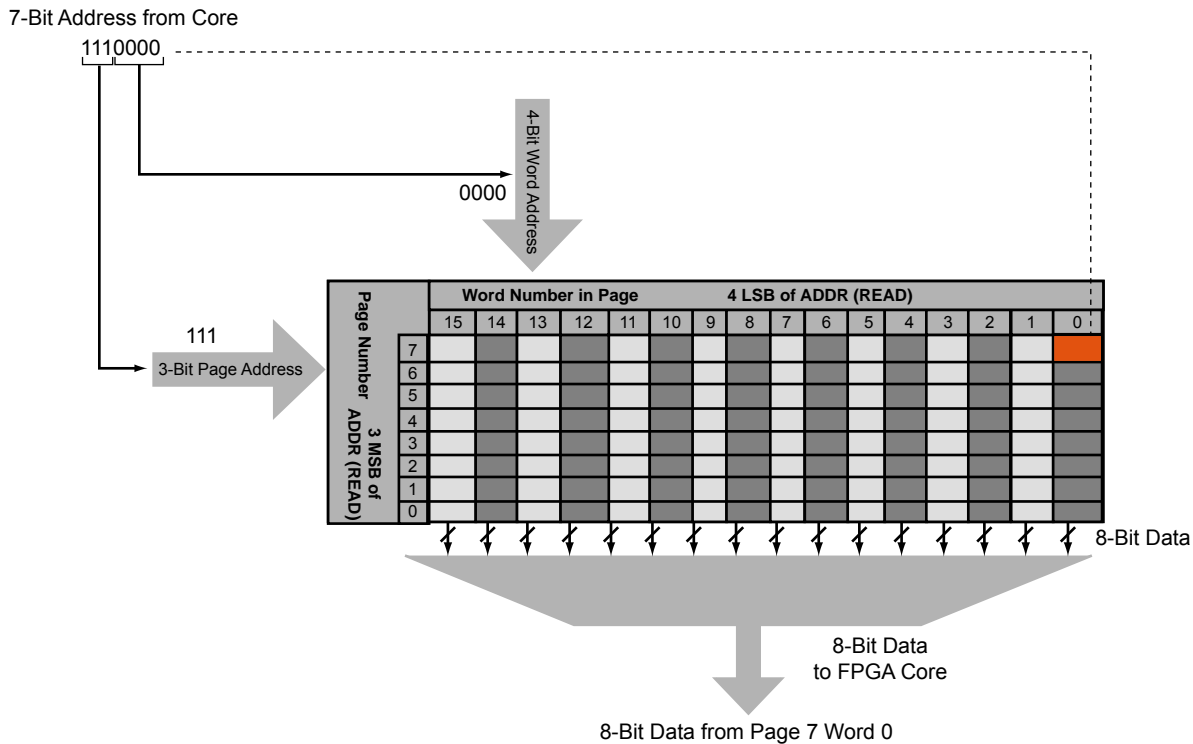 7-Bit Address from Core
1110000
4-Bit Word Address
0000
Word Number in Page 4 LSB of ADDR (READ)
15 14 13 12 11 10 9 8 7 6 5 4 3 2 1 0
Page Number
3 MSB of
ADDR (READ)
111
3-Bit Page Address
7
6
5
4
3
2
1
0
8-Bit Data
8-Bit Data
to FPGA Core
8-Bit Data from Page 7 Word 0